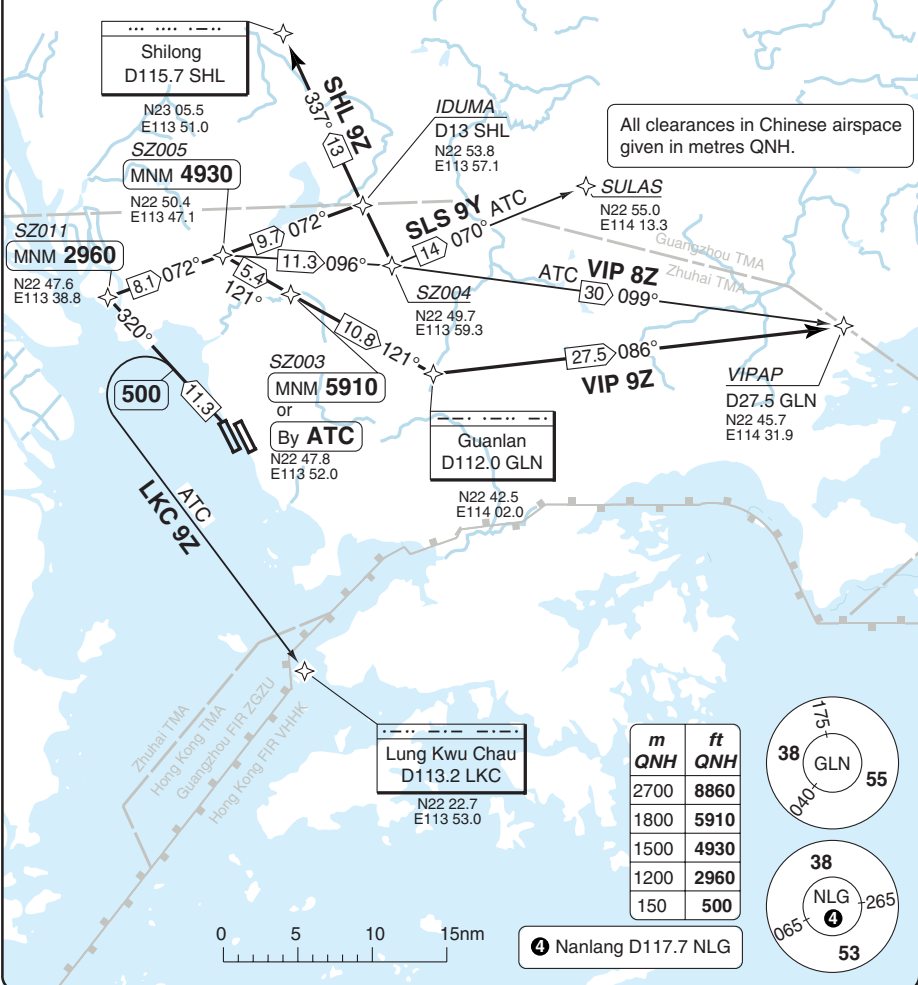 Shilong
D115.7 SHL
N23 05.5
E113 51.0
SHL 9Z
337°
13
IDUMA
D13 SHL
N22 53.8
E113 57.1
All clearances in Chinese airspace
given in metres QNH.
SZ005
MNM 4930
N22 50.4
E113 47.1
SULAS
N22 55.0
E114 13.3
SLS 9Y ATC
14 070°
Guangzhou TMA
Zhuhai TMA
SZ011
MNM 2960
N22 47.6
E113 38.8
8.1 072°
9.7 072°
11.3 096°
5.4
121°
10.8 121°
SZ004
N22 49.7
E113 59.3
ATC VIP 8Z
30 099°
27.5 086°
VIP 9Z
VIPAP
D27.5 GLN
N22 45.7
E114 31.9
320°
500
11.3
SZ003
MNM 5910
or
By ATC
N22 47.8
E113 52.0
Guanlan
D112.0 GLN
N22 42.5
E114 02.0
ATC
LKC 9Z
Zhuhai TMA
Hong Kong TMA
Guangzhou FIR ZGZU
Hong Kong FIR VHHK
Lung Kwu Chau
D113.2 LKC
N22 22.7
E113 53.0
m ft
QNH QNH
2700 8860
1800 5910
1500 4930
1200 2960
150 500
175
38 GLN 55
040
38
NLG 265
4
065
53
0 5 10 15nm
4 Nanlang D117.7 NLG